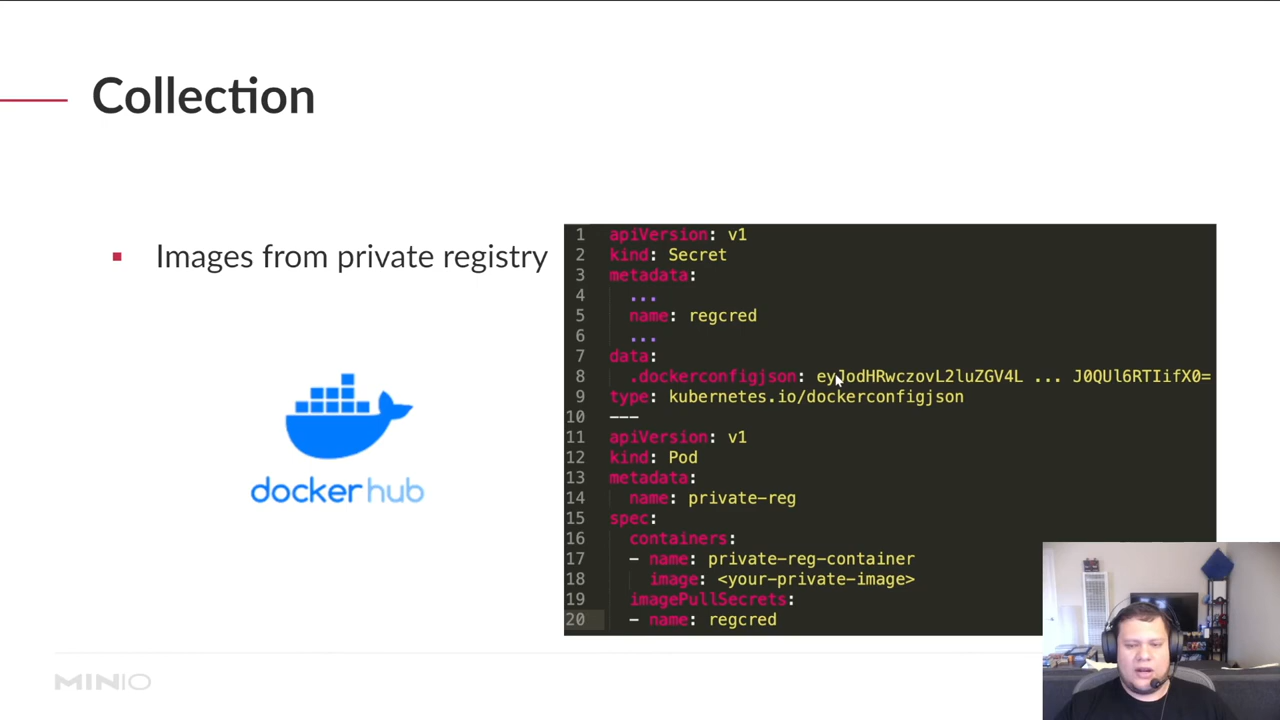 Collection
Images from private registry
docker hub
1 apiVersion: v1
2 kind: Secret
3 metadata:
4 ...
5 name: regcred
6 ...
7 data:
8 .dockerconfigjson: eyJodHRwczovL2luZGV4L ... J0QUl6RTIifX0=
9 type: kubernetes.io/dockerconfigjson
10 ---
11 apiVersion: v1
12 kind: Pod
13 metadata:
14 name: private-reg
15 spec:
16 containers:
17 - name: private-reg-container
18 image: <your-private-image>
19 imagePullSecrets:
20 - name: regcred
MINIO